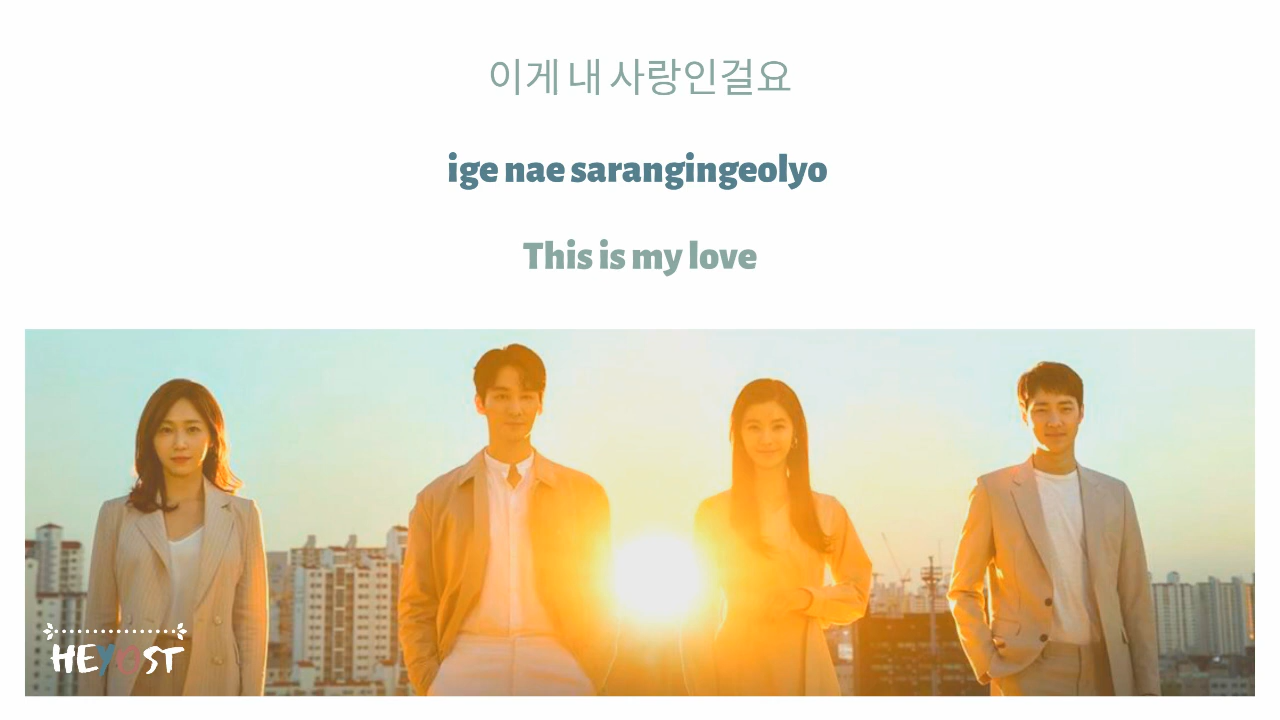 이게 내 사랑인걸요
ige nae sarangingeolyo
This is my love
HEYOST